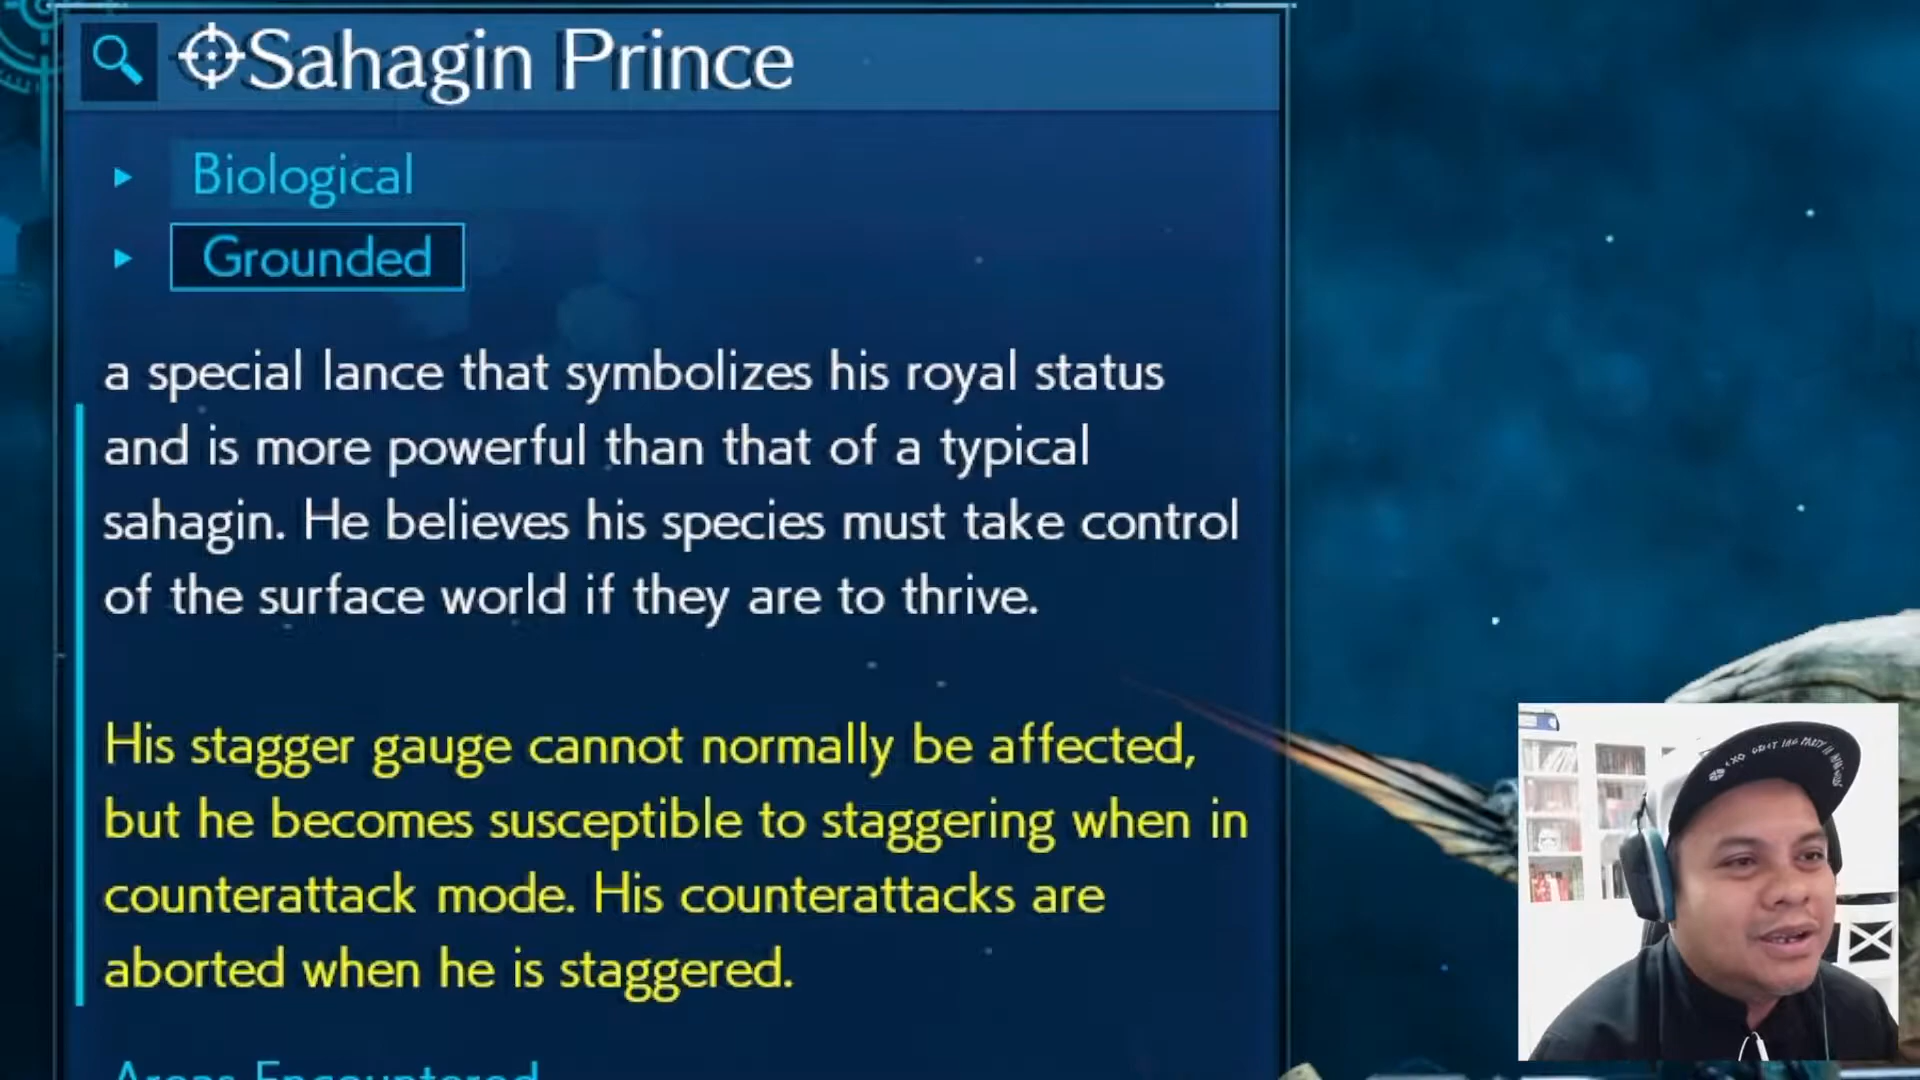 Sahagin Prince
Biological
Grounded
a special lance that symbolizes his royal status
and is more powerful than that of a typical
sahagin. He believes his species must take control
of the surface world if they are to thrive.
His stagger gauge cannot normally be affected,
but he becomes susceptible to staggering when in
counterattack mode. His counterattacks are
aborted when he is staggered.
Areas Encountered